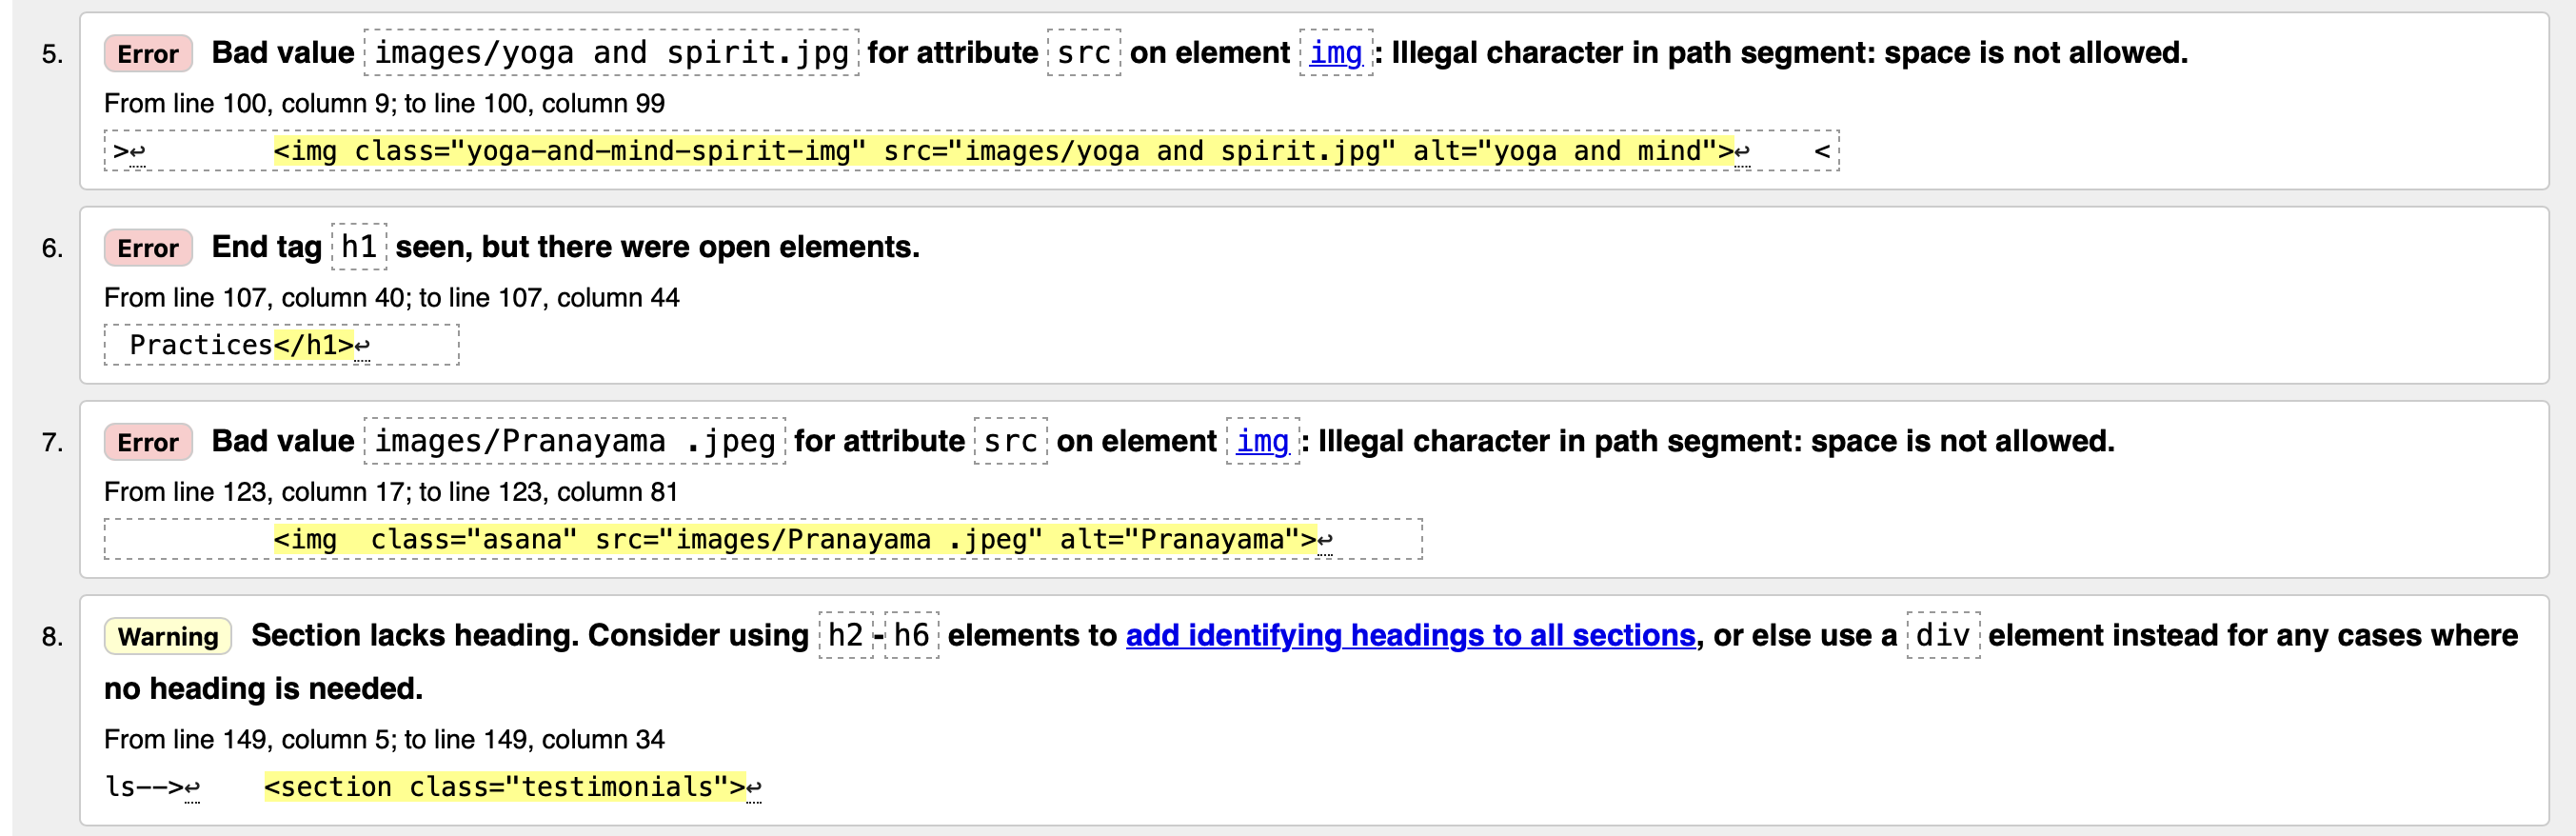 5. Error Bad value images/yoga and spirit.jpg for attribute src on element img: Illegal character in path segment: space is not allowed.
From line 100, column 9; to line 100, column 99
>↩ <img class="yoga-and-mind-spirit-img" src="images/yoga and spirit.jpg" alt="yoga and mind">↩ <
6. Error End tag h1 seen, but there were open elements.
From line 107, column 40; to line 107, column 44
Practices</h1>↩
7. Error Bad value images/Pranayama .jpeg for attribute src on element img: Illegal character in path segment: space is not allowed.
From line 123, column 17; to line 123, column 81
<img  class="asana" src="images/Pranayama .jpeg" alt="Pranayama">↩
8. Warning Section lacks heading. Consider using h2-h6 elements to add identifying headings to all sections, or else use a div element instead for any cases where
no heading is needed.
From line 149, column 5; to line 149, column 34
ls-->↩ <section class="testimonials">↩